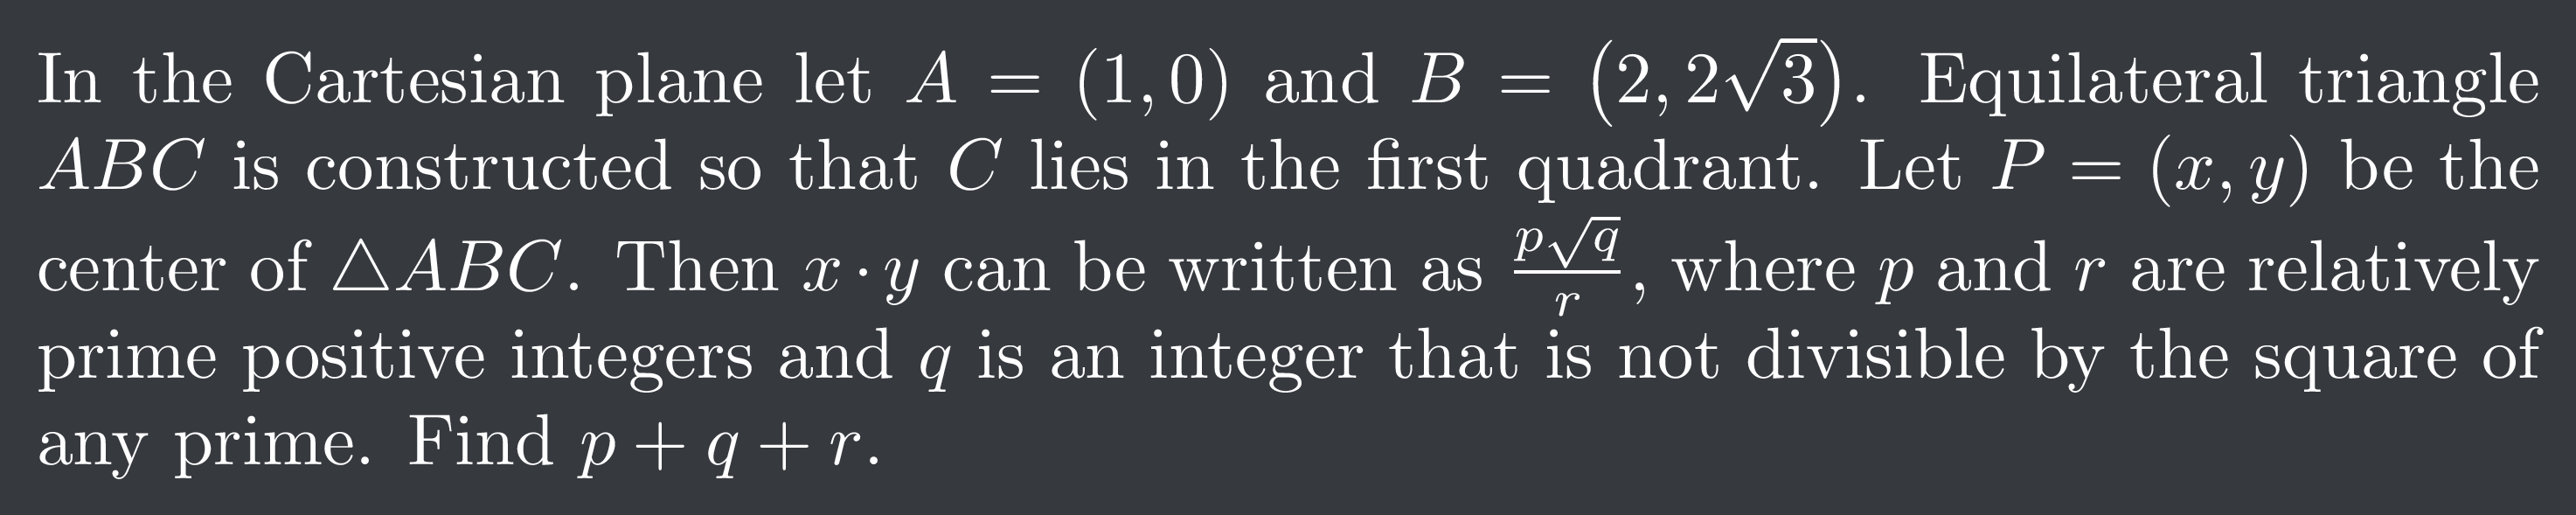 In the Cartesian plane let A = (1, 0) and B = (2, 2√3). Equilateral triangle
ABC is constructed so that C lies in the first quadrant. Let P = (x, y) be the
center of △ABC. Then x · y can be written as p√q/r, where p and r are relatively
prime positive integers and q is an integer that is not divisible by the square of
any prime. Find p + q + r.